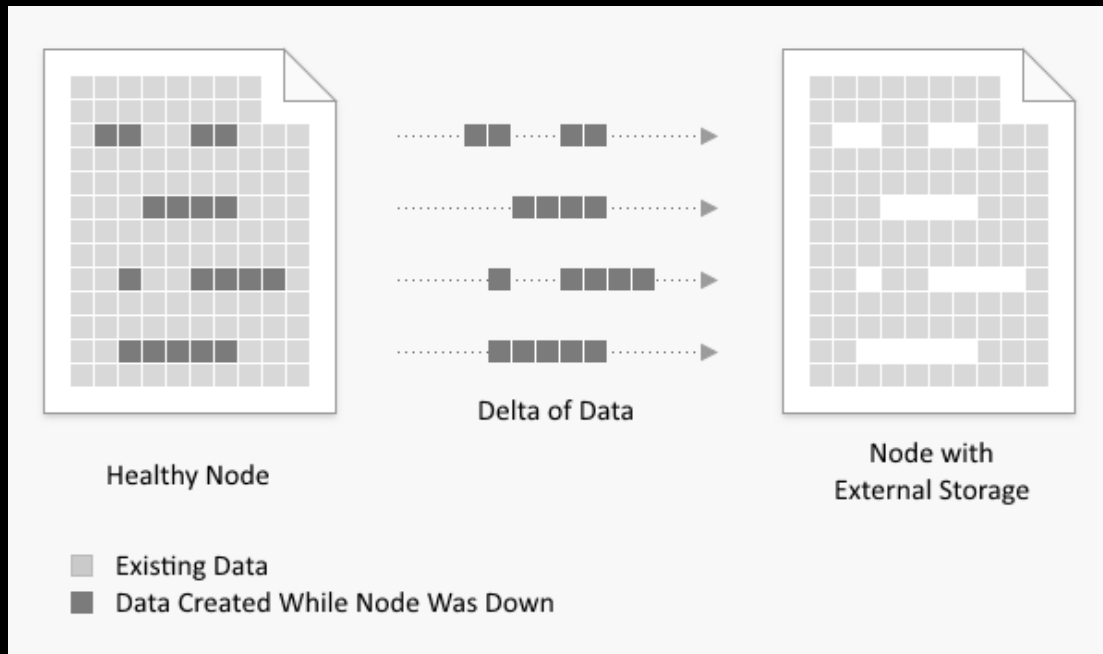 Delta of Data
Healthy Node
Node with
External Storage
Existing Data
Data Created While Node Was Down